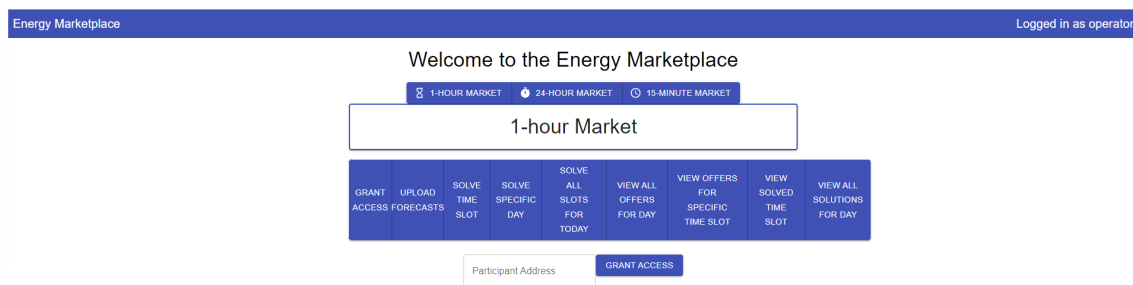 Energy Marketplace
Logged in as operator
Welcome to the Energy Marketplace
1-HOUR MARKET
24-HOUR MARKET
15-MINUTE MARKET
1-hour Market
GRANT
ACCESS
UPLOAD
FORECASTS
SOLVE
TIME
SLOT
SOLVE
SPECIFIC
DAY
SOLVE
ALL
SLOTS
FOR
TODAY
VIEW ALL
OFFERS
FOR DAY
VIEW OFFERS
FOR
SPECIFIC
TIME SLOT
VIEW
SOLVED
TIME
SLOT
VIEW ALL
SOLUTIONS
FOR DAY
Participant Address
GRANT ACCESS